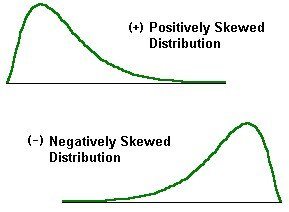 (+) Positively Skewed
Distribution
(−) Negatively Skewed
Distribution